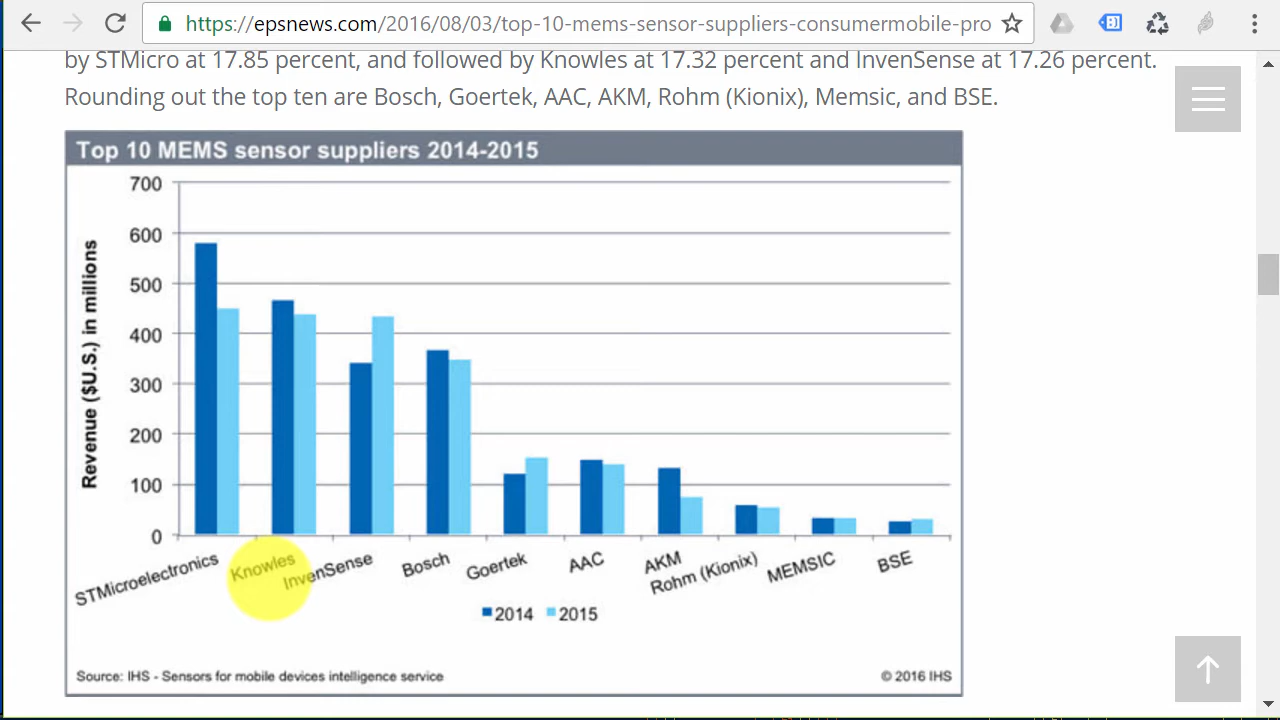 https://epsnews.com/2016/08/03/top-10-mems-sensor-suppliers-consumermobile-pro
by STMicro at 17.85 percent, and followed by Knowles at 17.32 percent and InvenSense at 17.26 percent.
Rounding out the top ten are Bosch, Goertek, AAC, AKM, Rohm (Kionix), Memsic, and BSE.
Top 10 MEMS sensor suppliers 2014-2015
Revenue ($U.S.) in millions
700
600
500
400
300
200
100
0
STMicroelectronics
Knowles
InvenSense
Bosch
Goertek
AAC
AKM
Rohm (Kionix)
MEMSIC
BSE
2014 2015
Source: IHS - Sensors for mobile devices intelligence service
© 2016 IHS